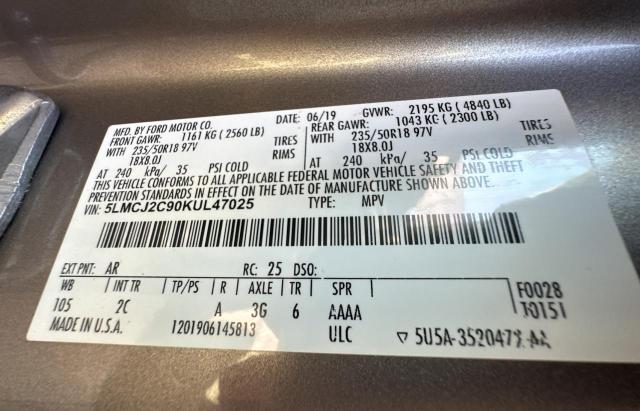 MFD. BY FORD MOTOR CO. DATE: 06/19 GVWR: 2195 KG ( 4840 LB)
FRONT GAWR: 1161 KG ( 2560 LB) REAR GAWR: 1043 KG ( 2300 LB)
WITH 235/50R18 97V TIRES WITH 235/50R18 97V TIRES
18X8.0J RIMS 18X8.0J RIMS
AT 240 kPa/ 35 PSI COLD AT 240 kPa/ 35 PSI COLD
THIS VEHICLE CONFORMS TO ALL APPLICABLE FEDERAL MOTOR VEHICLE SAFETY AND THEFT
PREVENTION STANDARDS IN EFFECT ON THE DATE OF MANUFACTURE SHOWN ABOVE.
VIN: 5LMCJ2C90KUL47025 TYPE: MPV
EXT PNT: AR RC: 25 DSO:
WB INT TR TP/PS R AXLE TR SPR F0028
105 2C A 3G 6 AAAA T0151
MADE IN U.S.A. 1201906145813 ULC ▽ 5U5A-3520472-AA